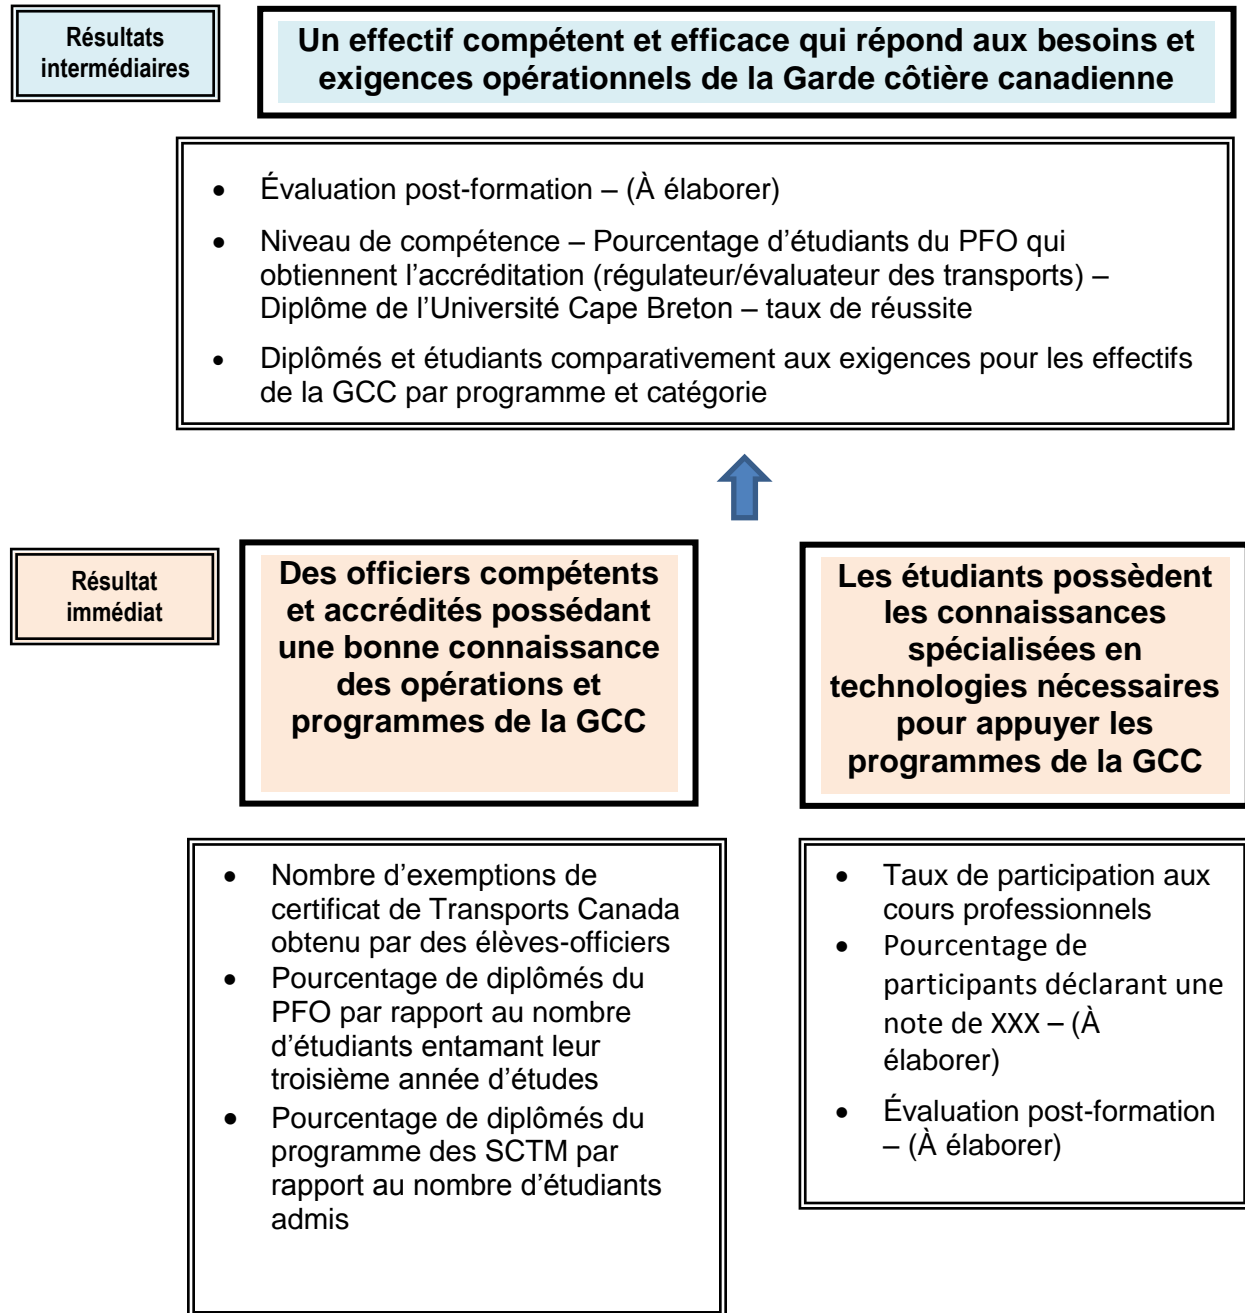 Résultats
intermédiaires
Un effectif compétent et efficace qui répond aux besoins et
exigences opérationnels de la Garde côtière canadienne
• Évaluation post-formation – (À élaborer)
• Niveau de compétence – Pourcentage d’étudiants du PFO qui
obtiennent l’accréditation (régulateur/évaluateur des transports) –
Diplôme de l’Université Cape Breton – taux de réussite
• Diplômés et étudiants comparativement aux exigences pour les effectifs
de la GCC par programme et catégorie
Résultat
immédiat
Des officiers compétents
et accrédités possédant
une bonne connaissance
des opérations et
programmes de la GCC
Les étudiants possèdent
les connaissances
spécialisées en
technologies nécessaires
pour appuyer les
programmes de la GCC
• Nombre d’exemptions de
certificat de Transports Canada
obtenu par des élèves-officiers
• Pourcentage de diplômés du
PFO par rapport au nombre
d’étudiants entamant leur
troisième année d’études
• Pourcentage de diplômés du
programme des SCTM par
rapport au nombre d’étudiants
admis
• Taux de participation aux
cours professionnels
• Pourcentage de
participants déclarant une
note de XXX – (À
élaborer)
• Évaluation post-formation
– (À élaborer)